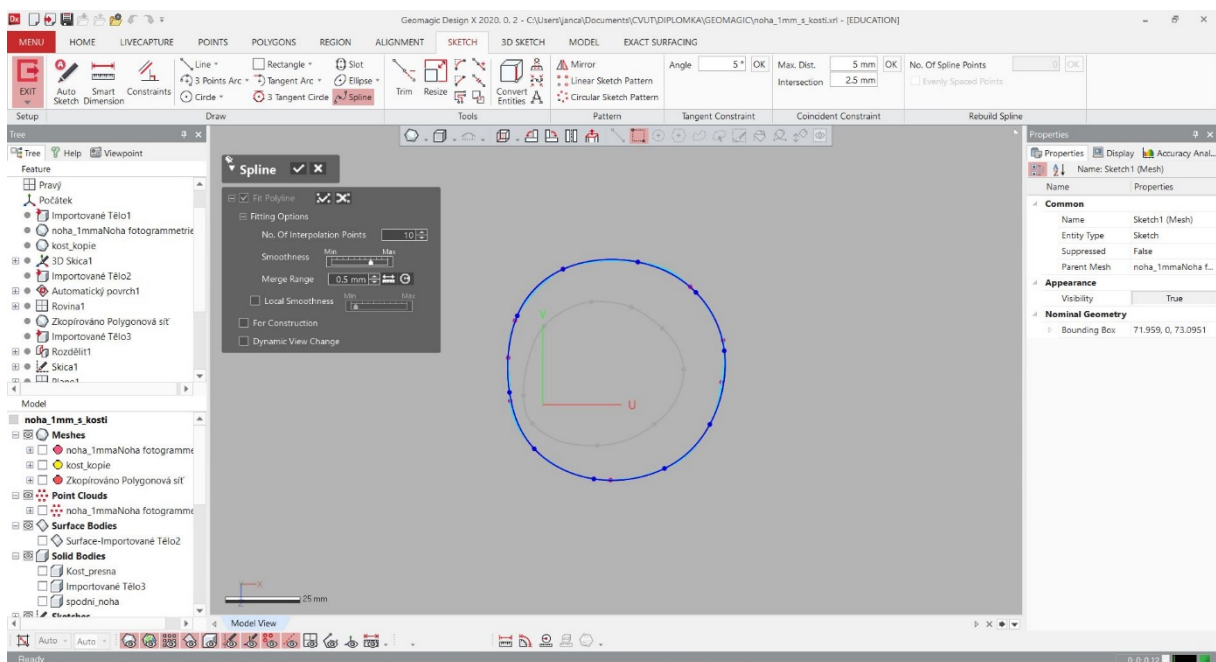 Geomagic Design X 2020. 0. 2 - C:\Users\janca\Documents\CVUT\DIPLOMKA\GEOMAGIC\noha_1mm_s_kosti.xrl - [EDUCATION]
MENU HOME LIVECAPTURE POINTS POLYGONS REGION ALIGNMENT SKETCH 3D SKETCH MODEL EXACT SURFACING
Line Rectangle Slot Mirror Angle 5° OK Max. Dist. 5 mm OK No. Of Spline Points 0 OK
3 Points Arc Tangent Arc Ellipse Linear Sketch Pattern Intersection 2.5 mm Evenly Spaced Points
Circle 3 Tangent Circle Spline Circular Sketch Pattern
EXIT Auto Sketch Smart Dimension Constraints Trim Resize Convert Entities
Setup Draw Tools Pattern Tangent Constraint Coincident Constraint Rebuild Spline
Tree
Tree Help Viewpoint
Feature
Pravý
Počátek
Importované Tělo1
noha_1mmaNoha fotogrammetrie
kost_kopie
3D Skica1
Importované Tělo2
Automatický povrch1
Rovina1
Zkopírováno Polygonová síť
Importované Tělo3
Rozdělit1
Skica1
Plane1
Model
noha_1mm_s_kosti
Meshes
noha_1mmaNoha fotogramme
kost_kopie
Zkopírováno Polygonová síť
Point Clouds
noha_1mmaNoha fotogramme
Surface Bodies
Surface-Importované Tělo2
Solid Bodies
Kost_presna
Importované Tělo3
spodni_noha
Sketches
Spline
Fit Polyline
Fitting Options
No. Of Interpolation Points 10
Smoothness Min Max
Merge Range 0.5 mm
Local Smoothness Min Max
For Construction
Dynamic View Change
V
U
X
Z
25 mm
Model View
Properties
Properties Display Accuracy Anal...
Name: Sketch1 (Mesh)
Name Properties
Common
Name Sketch1 (Mesh)
Entity Type Sketch
Suppressed False
Parent Mesh noha_1mmaNoha f...
Appearance
Visibility True
Nominal Geometry
Bounding Box 71.959, 0, 73.0951
Auto Auto
Ready
0:0:0.12